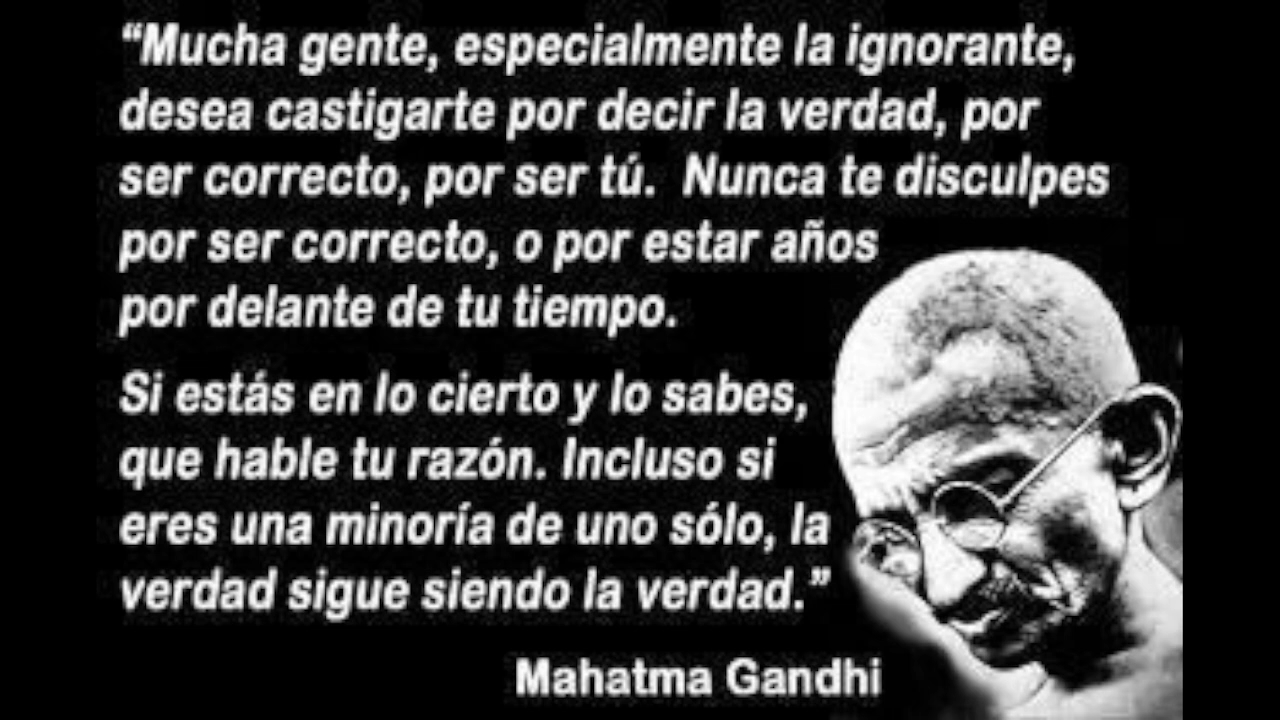 “Mucha gente, especialmente la ignorante,
desea castigarte por decir la verdad, por
ser correcto, por ser tú. Nunca te disculpes
por ser correcto, o por estar años
por delante de tu tiempo.
Si estás en lo cierto y lo sabes,
que hable tu razón. Incluso si
eres una minoría de uno sólo, la
verdad sigue siendo la verdad.”
Mahatma Gandhi